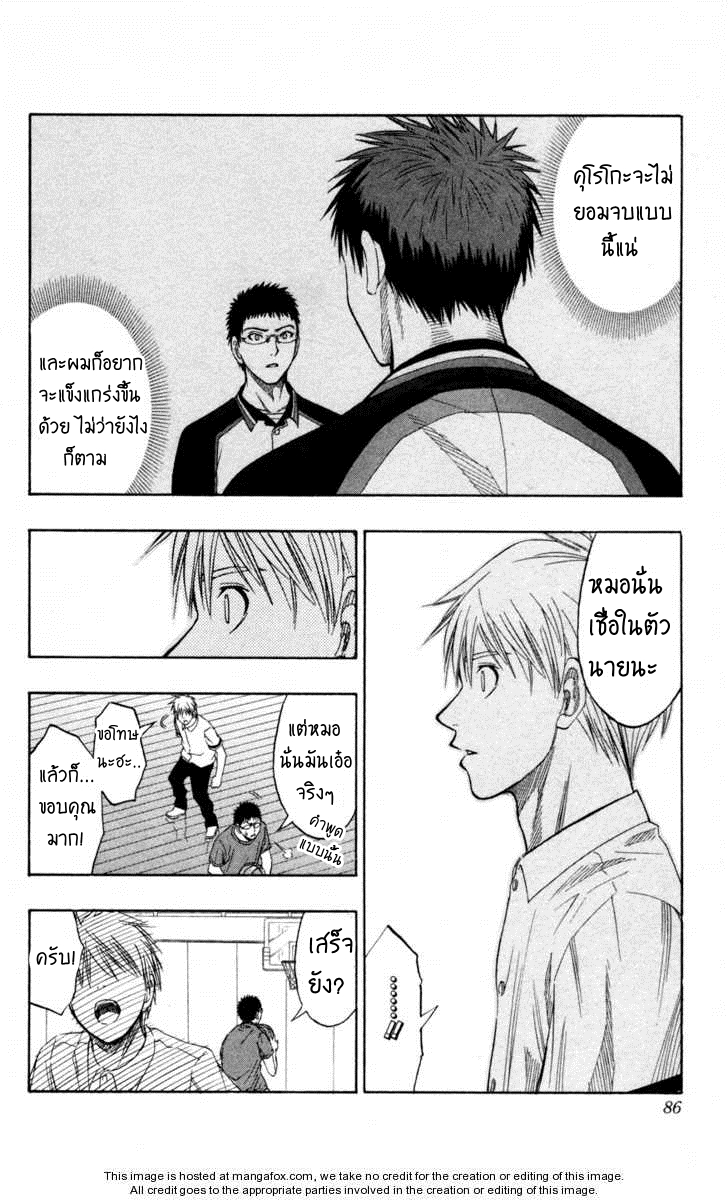 คุโรโกะจะไม่
ยอมจบแบบ
นี้แน่
และผมก็อยาก
จะแข็งแกร่งขึ้น
ด้วย ไม่ว่ายังไง
ก็ตาม
หมอนั่น
เชื่อในตัว
นายนะ
แต่หมอ
นั่นมันเอ๋อ
จริงๆ
คำพูด
แบบนั้น
ขอโทษ
นะฮะ..
แล้วก็...
ขอบคุณ
มาก!
เสร็จ
ยัง?
ครับ!
86
This image is hosted at mangafox.com, we take no credit for the creation or editing of this image.
All credit goes to the appropriate parties involved in the creation or editing of this image.